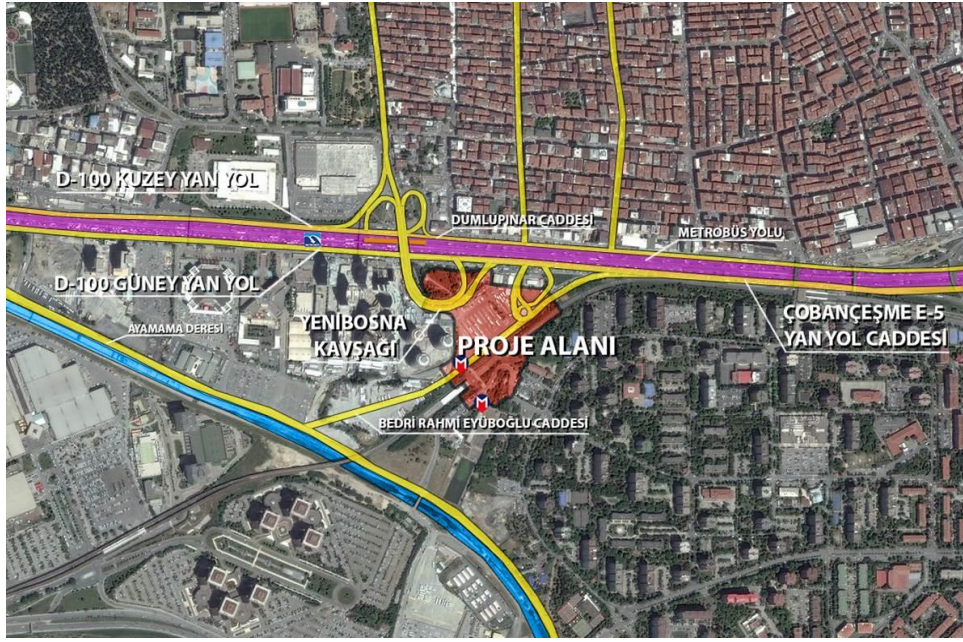 D-100 KUZEY YAN YOL
DUMLUPINAR CADDESİ
METROBÜS YOLU
D-100 GÜNEY YAN YOL
AYAMAMA DERESİ
YENİBOSNA
KAVŞAĞI
PROJE ALANI
ÇOBANÇEŞME E-5
YAN YOL CADDESİ
M
M
BEDRİ RAHMİ EYÜBOĞLU CADDESİ